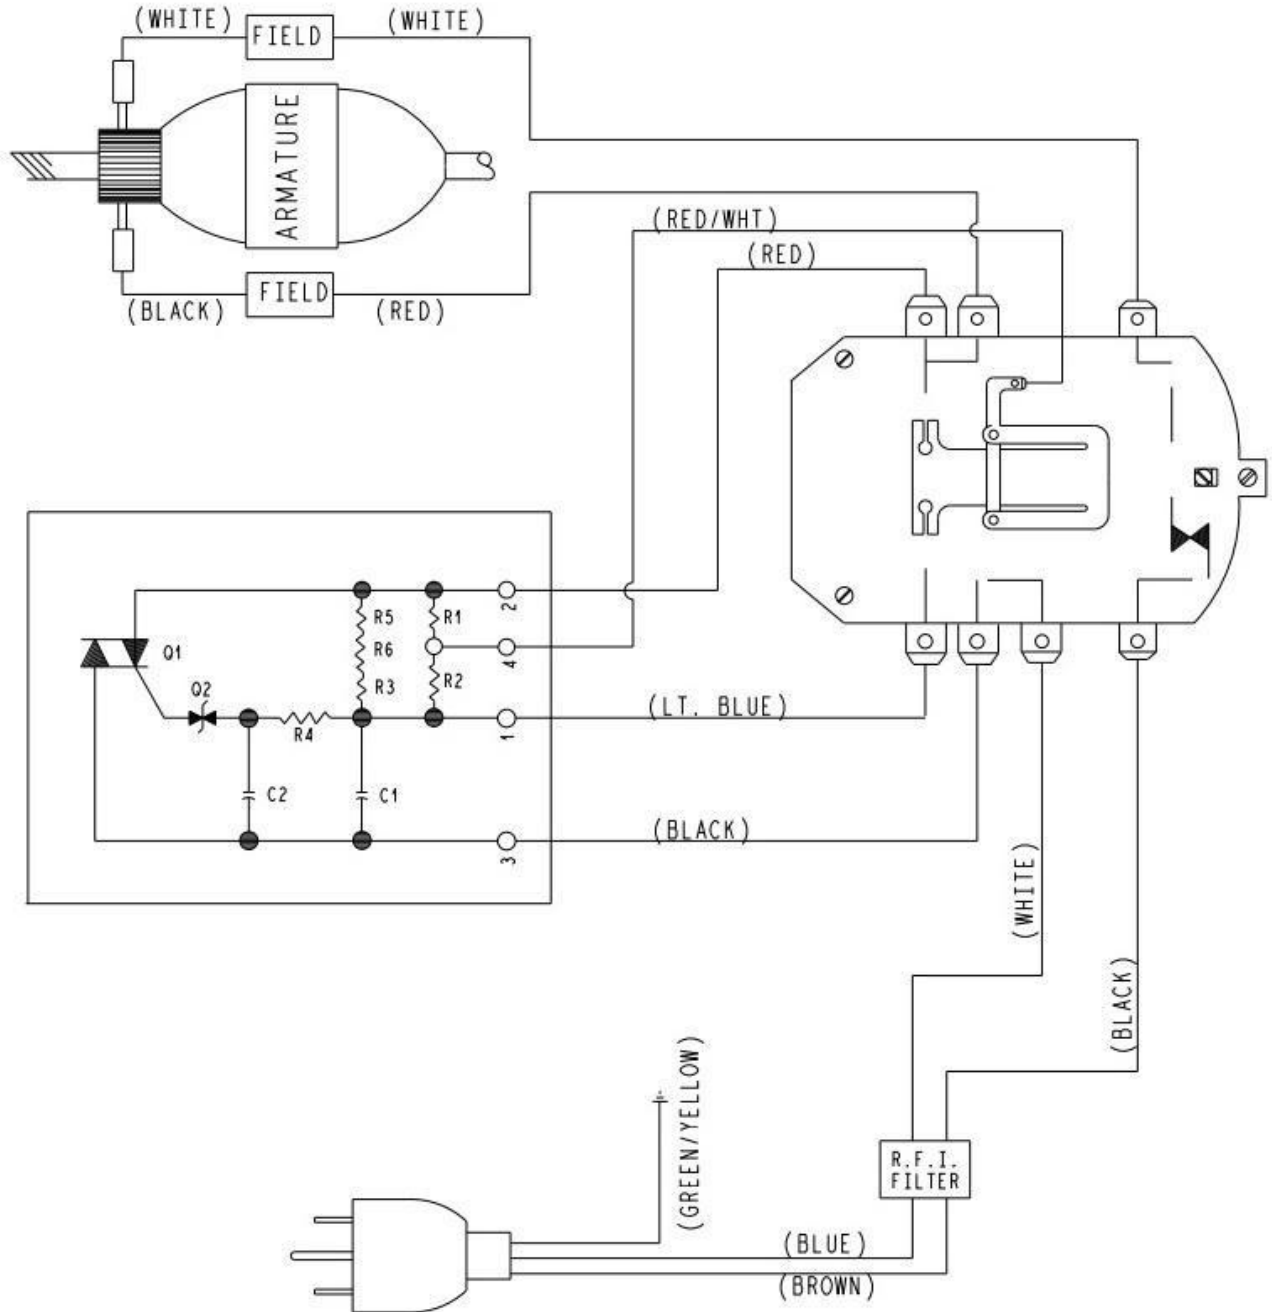 (WHITE)
FIELD
(WHITE)
ARMATURE
(BLACK)
FIELD
(RED)
(RED/WHT)
(RED)
R5
R1
2
Q1
R6
4
R3
R2
Q2
R4
1
(LT. BLUE)
C2
C1
3
(BLACK)
(WHITE)
(BLACK)
(GREEN/YELLOW)
R.F.I.
FILTER
(BLUE)
(BROWN)